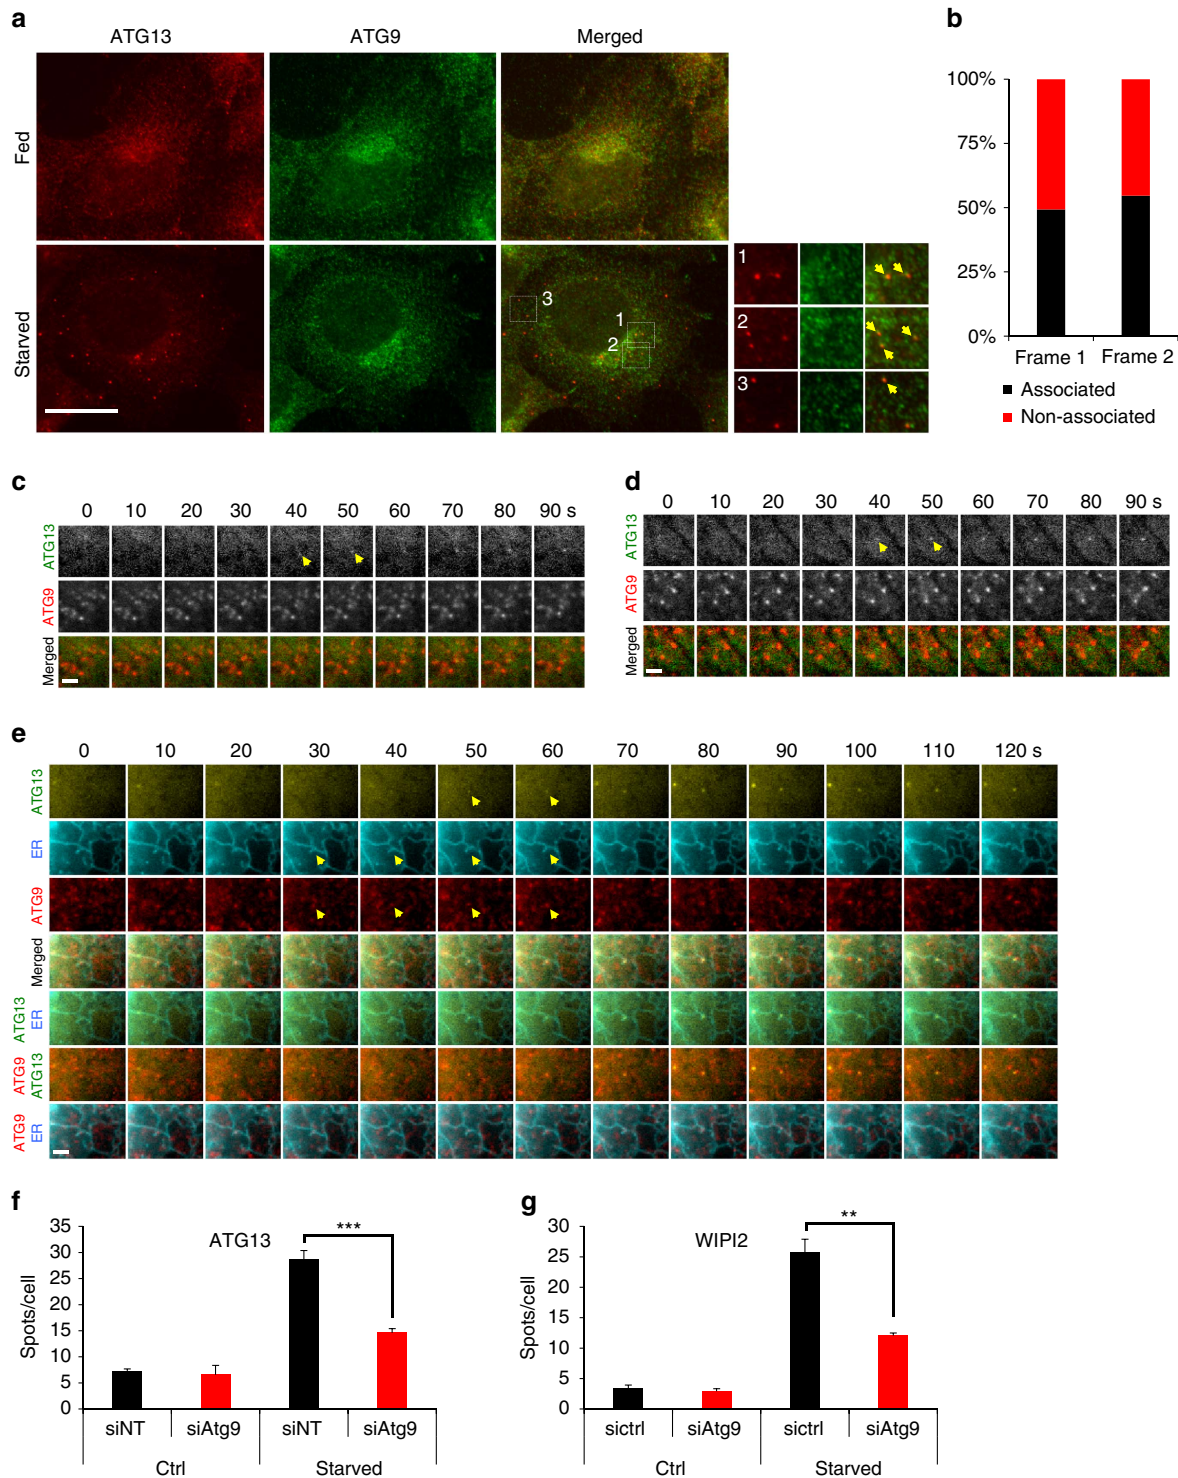 a
ATG13 ATG9 Merged
Fed
Starved
3
1
2
1
2
3
b
100%
75%
50%
25%
0%
Frame 1 Frame 2
Associated
Non-associated
c
0 10 20 30 40 50 60 70 80 90 s
ATG13
ATG9
Merged
d
0 10 20 30 40 50 60 70 80 90 s
ATG13
ATG9
Merged
e
0 10 20 30 40 50 60 70 80 90 100 110 120 s
ATG13
ER
ATG9
Merged
ATG13
ER
ATG9
ATG13
ATG9
ER
f
ATG13
***
Spots/cell
35
30
25
20
15
10
5
0
siNT siAtg9 siNT siAtg9
Ctrl Starved
g
WIPI2
**
Spots/cell
30
25
20
15
10
5
0
sictrl siAtg9 sictrl siAtg9
Ctrl Starved